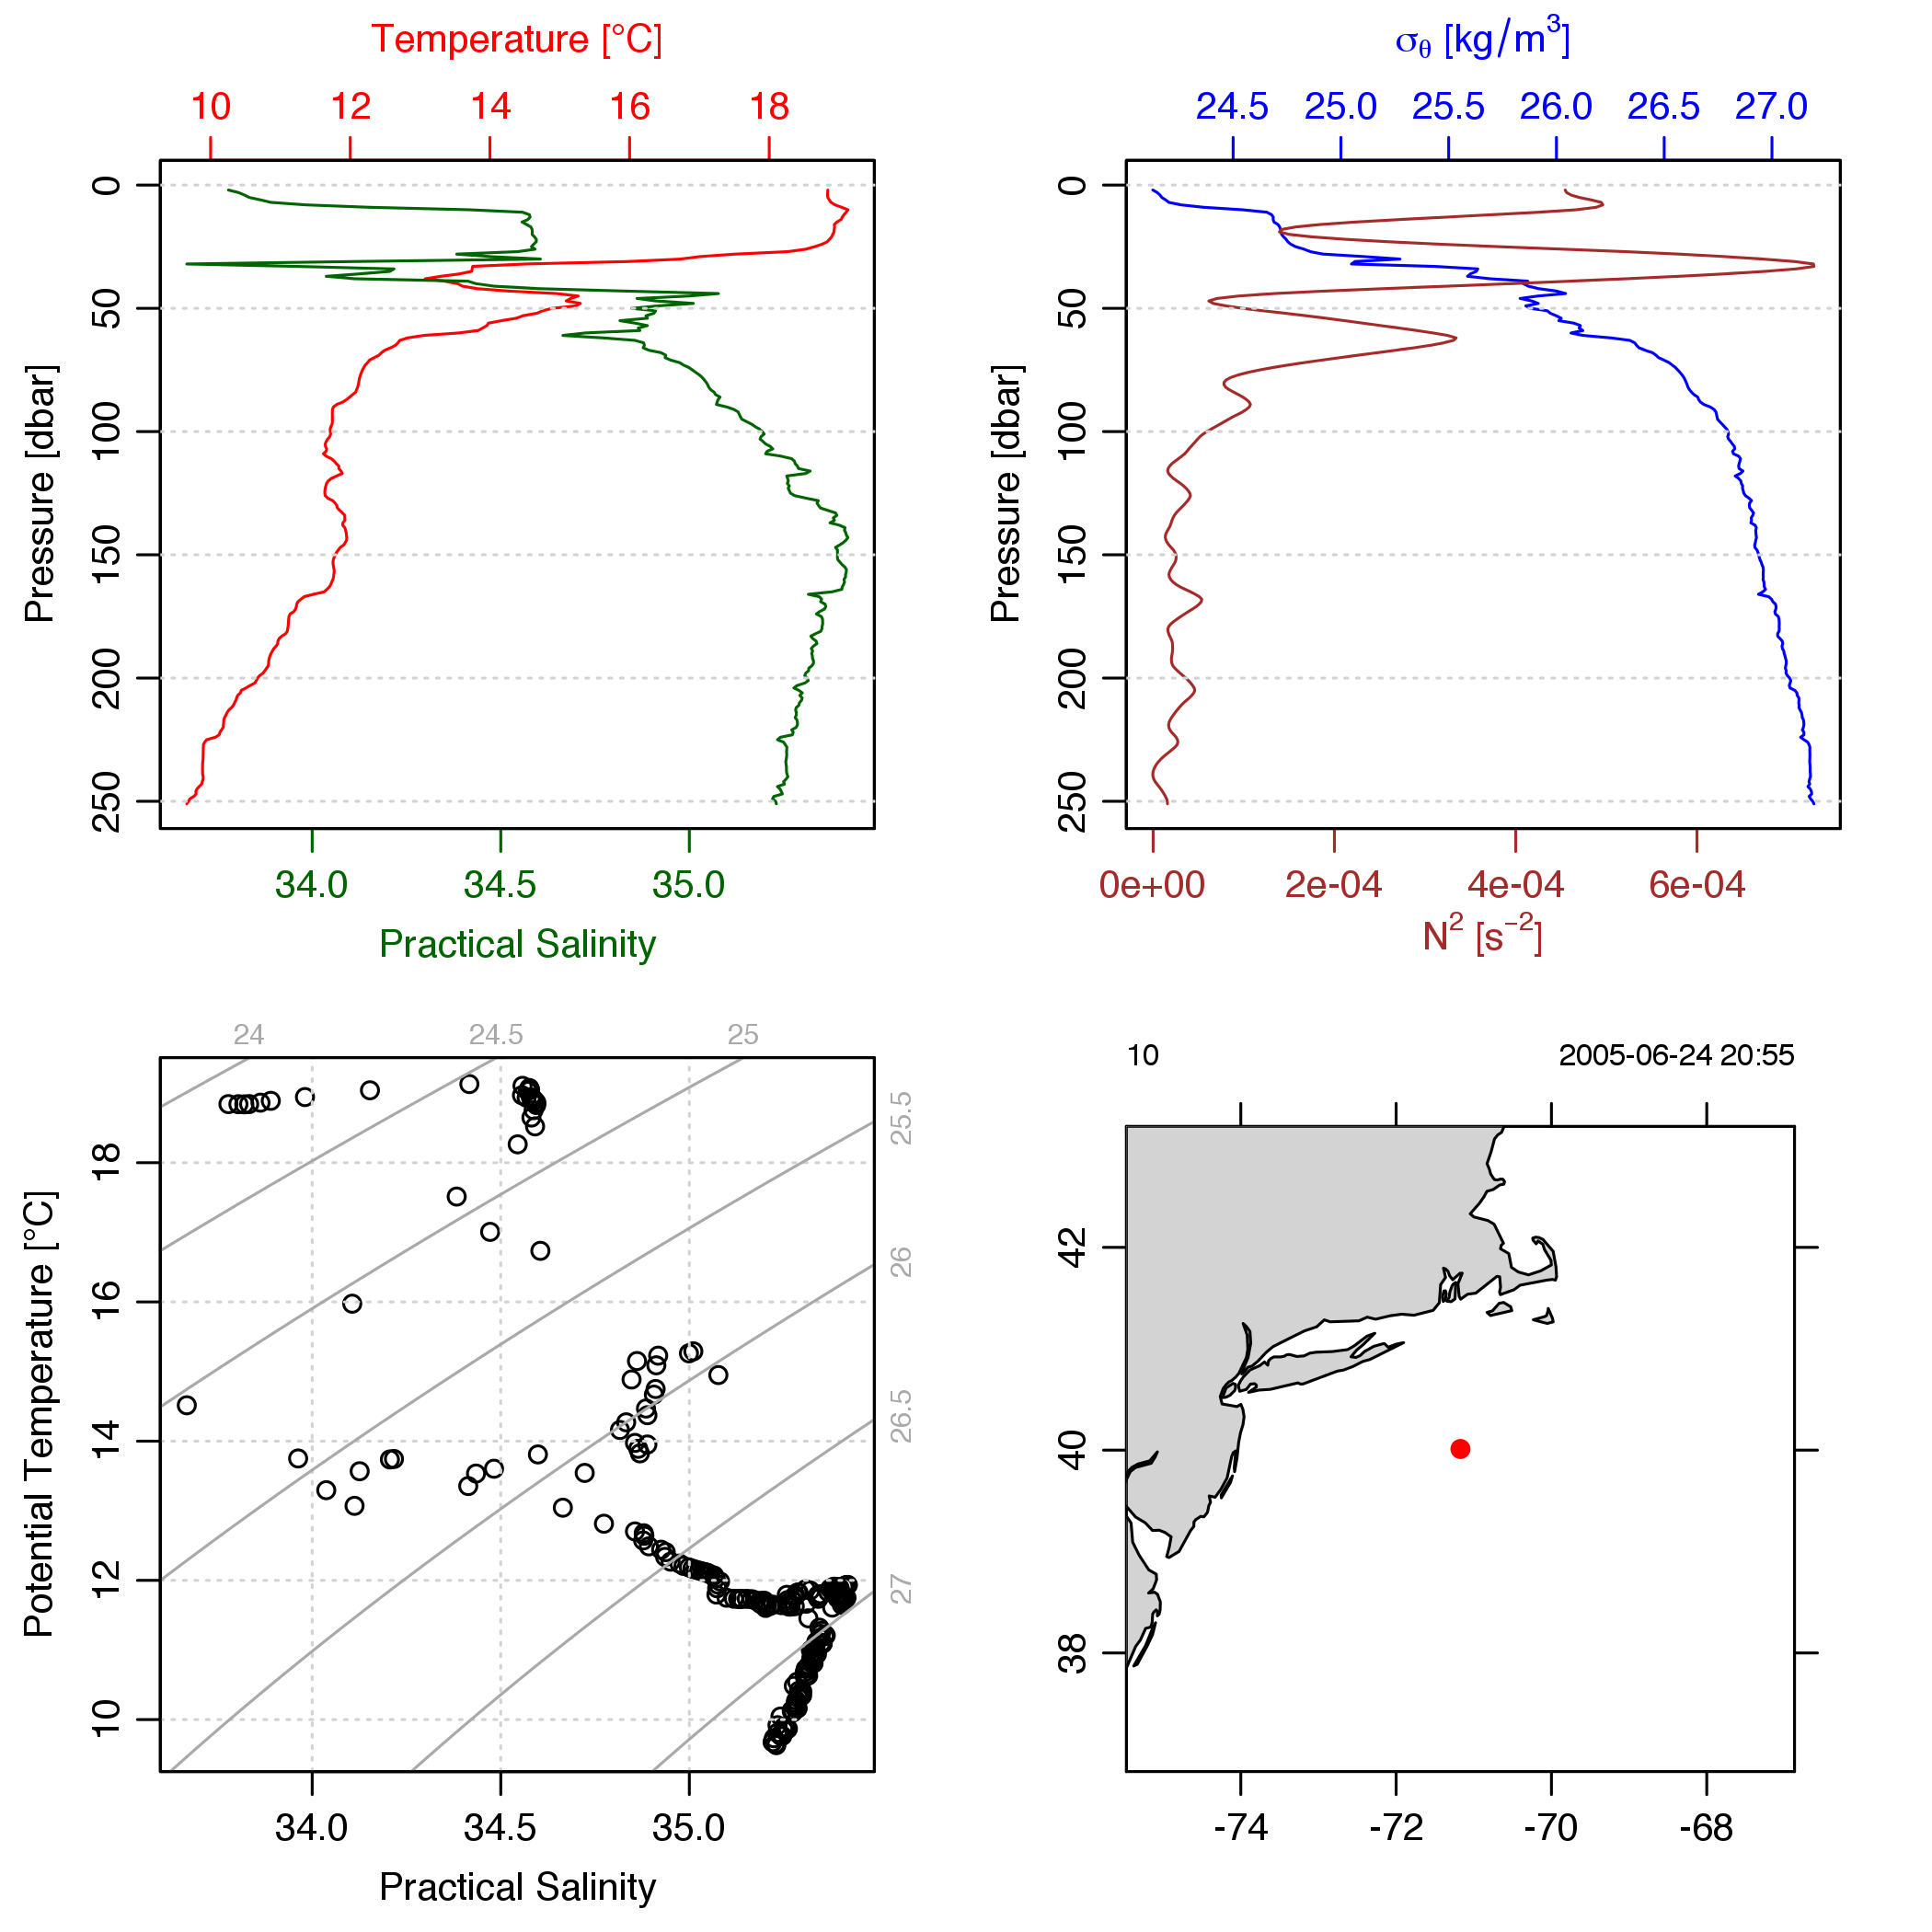 Temperature [°C]
10 12 14 16 18
0
50
100
150
200
250
Pressure [dbar]
34.0 34.5 35.0
Practical Salinity
σθ [kg/m³]
24.5 25.0 25.5 26.0 26.5 27.0
0
50
100
150
200
250
Pressure [dbar]
0e+00 2e-04 4e-04 6e-04
N² [s⁻²]
24 24.5 25
25.5
26
26.5
27
18
16
14
12
10
Potential Temperature [°C]
34.0 34.5 35.0
Practical Salinity
10 2005-06-24 20:55
42
40
38
-74 -72 -70 -68